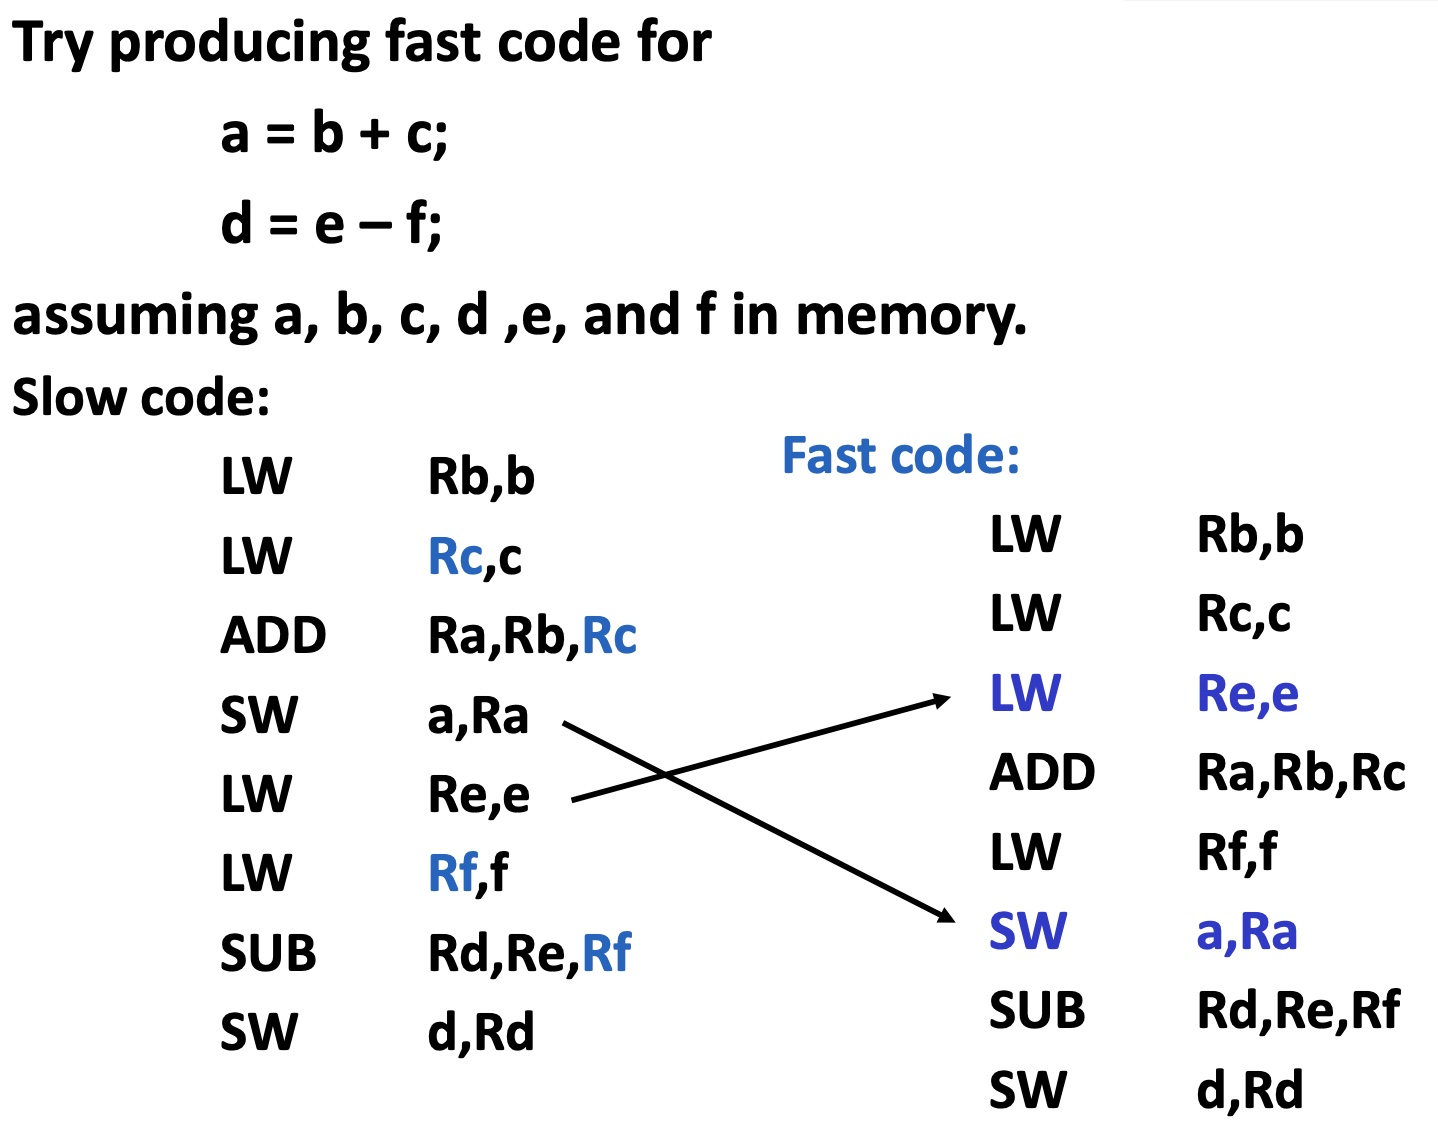 Try producing fast code for
a = b + c;
d = e – f;
assuming a, b, c, d ,e, and f in memory.
Slow code:
LW Rb,b
LW Rc,c
ADD Ra,Rb,Rc
SW a,Ra
LW Re,e
LW Rf,f
SUB Rd,Re,Rf
SW d,Rd
Fast code:
LW Rb,b
LW Rc,c
LW Re,e
ADD Ra,Rb,Rc
LW Rf,f
SW a,Ra
SUB Rd,Re,Rf
SW d,Rd